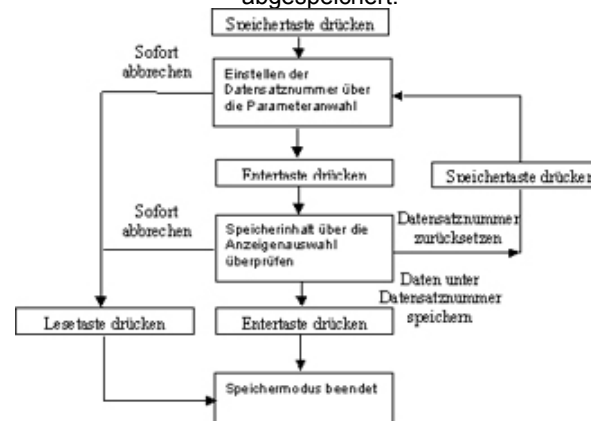 abgespeichert.
Speichertaste drücken
Sofort
abbrechen
Einstellen der
Datensatznummer über
die Parameteranwahl
Entertaste drücken
Speichertaste drücken
Sofort
abbrechen
Speicherinhalt über die
Anzeigenauswahl
überprüfen
Datensatznummer
zurücksetzen
Daten unter
Datensatznummer
speichern
Lesetaste drücken
Entertaste drücken
Speichermodus beendet